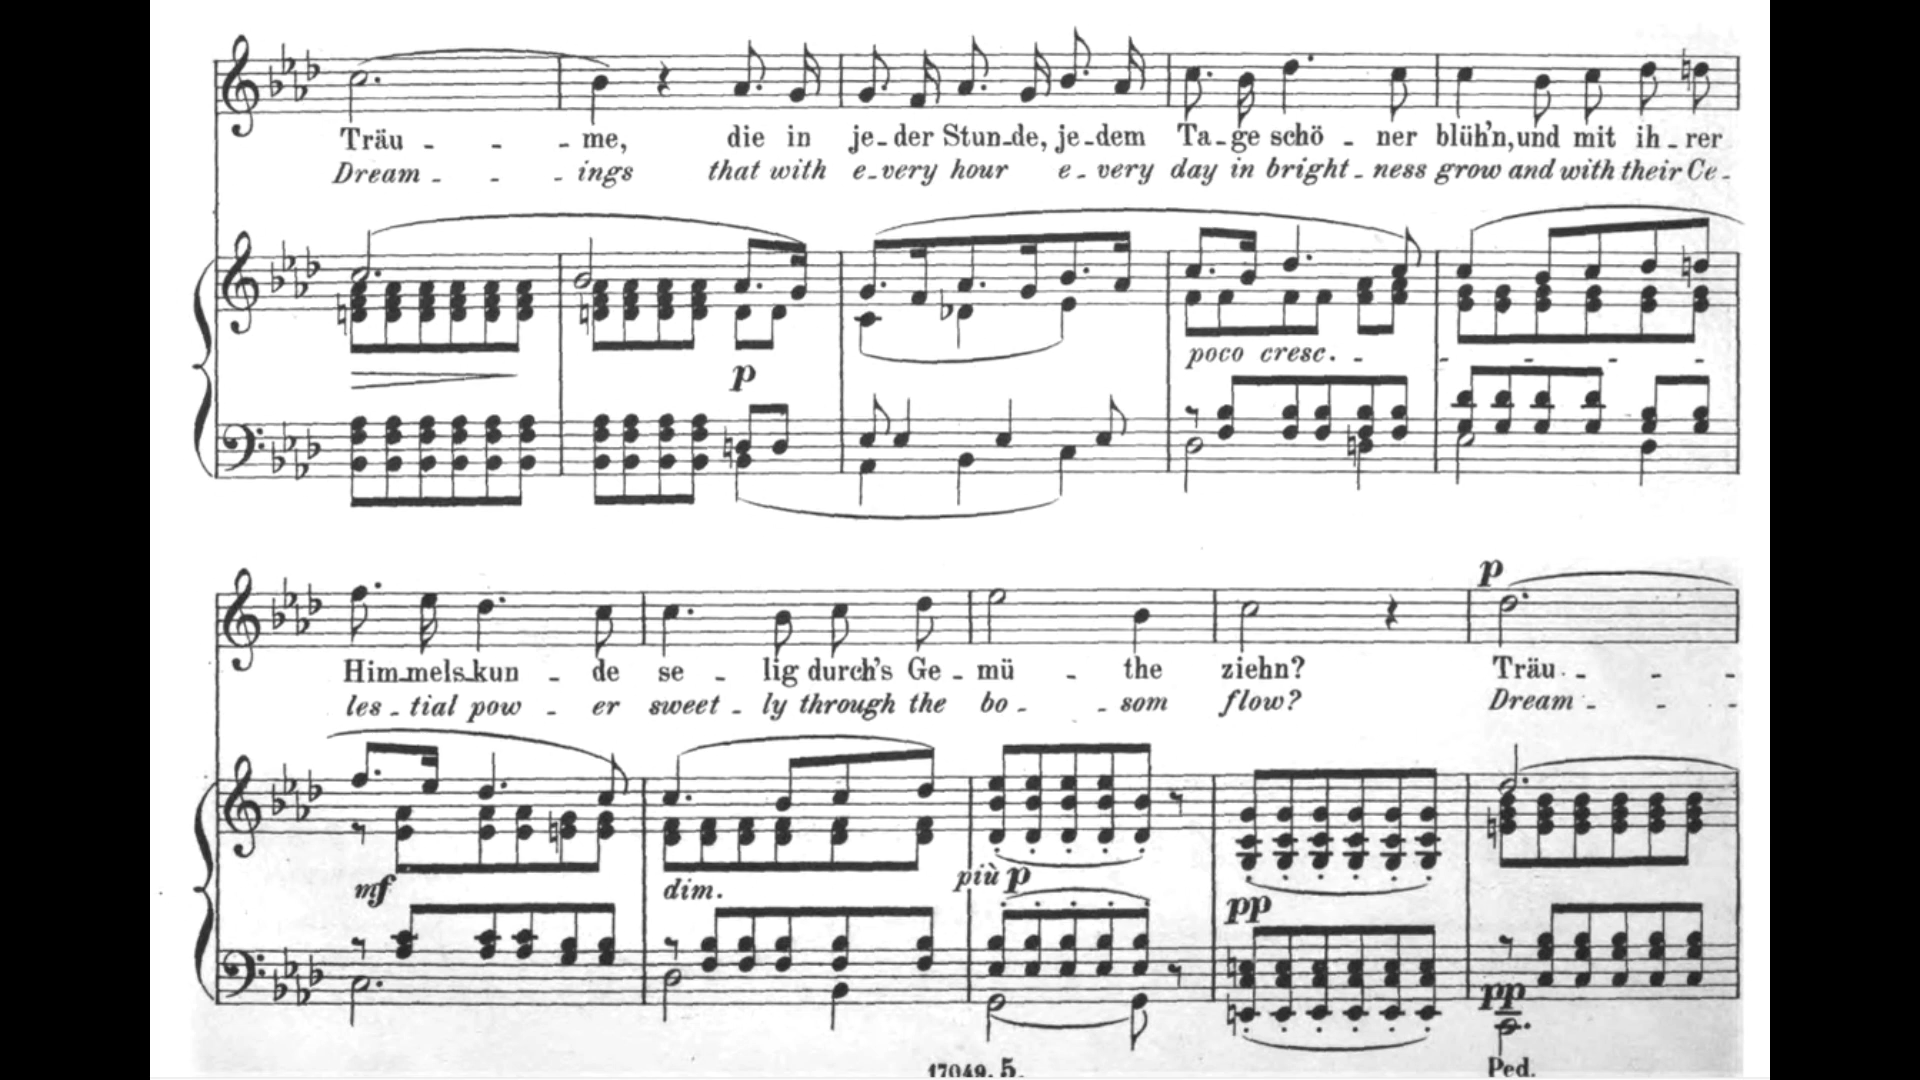 Träu - - - me, die in je-der Stun-de, je-dem Ta-ge schö - ner blüh'n, und mit ih-rer
Dream - - - ings that with e-very hour e-very day in bright-ness grow and with their Ce-
p
poco cresc. - - - - -
p
Him-mels-kun - de se - lig durch's Ge-mü - the ziehn? Träu - - -
les-tial pow - er sweet-ly through the bo - - som flow? Dream - - -
mf dim. più p pp pp
17049. 5. Ped.